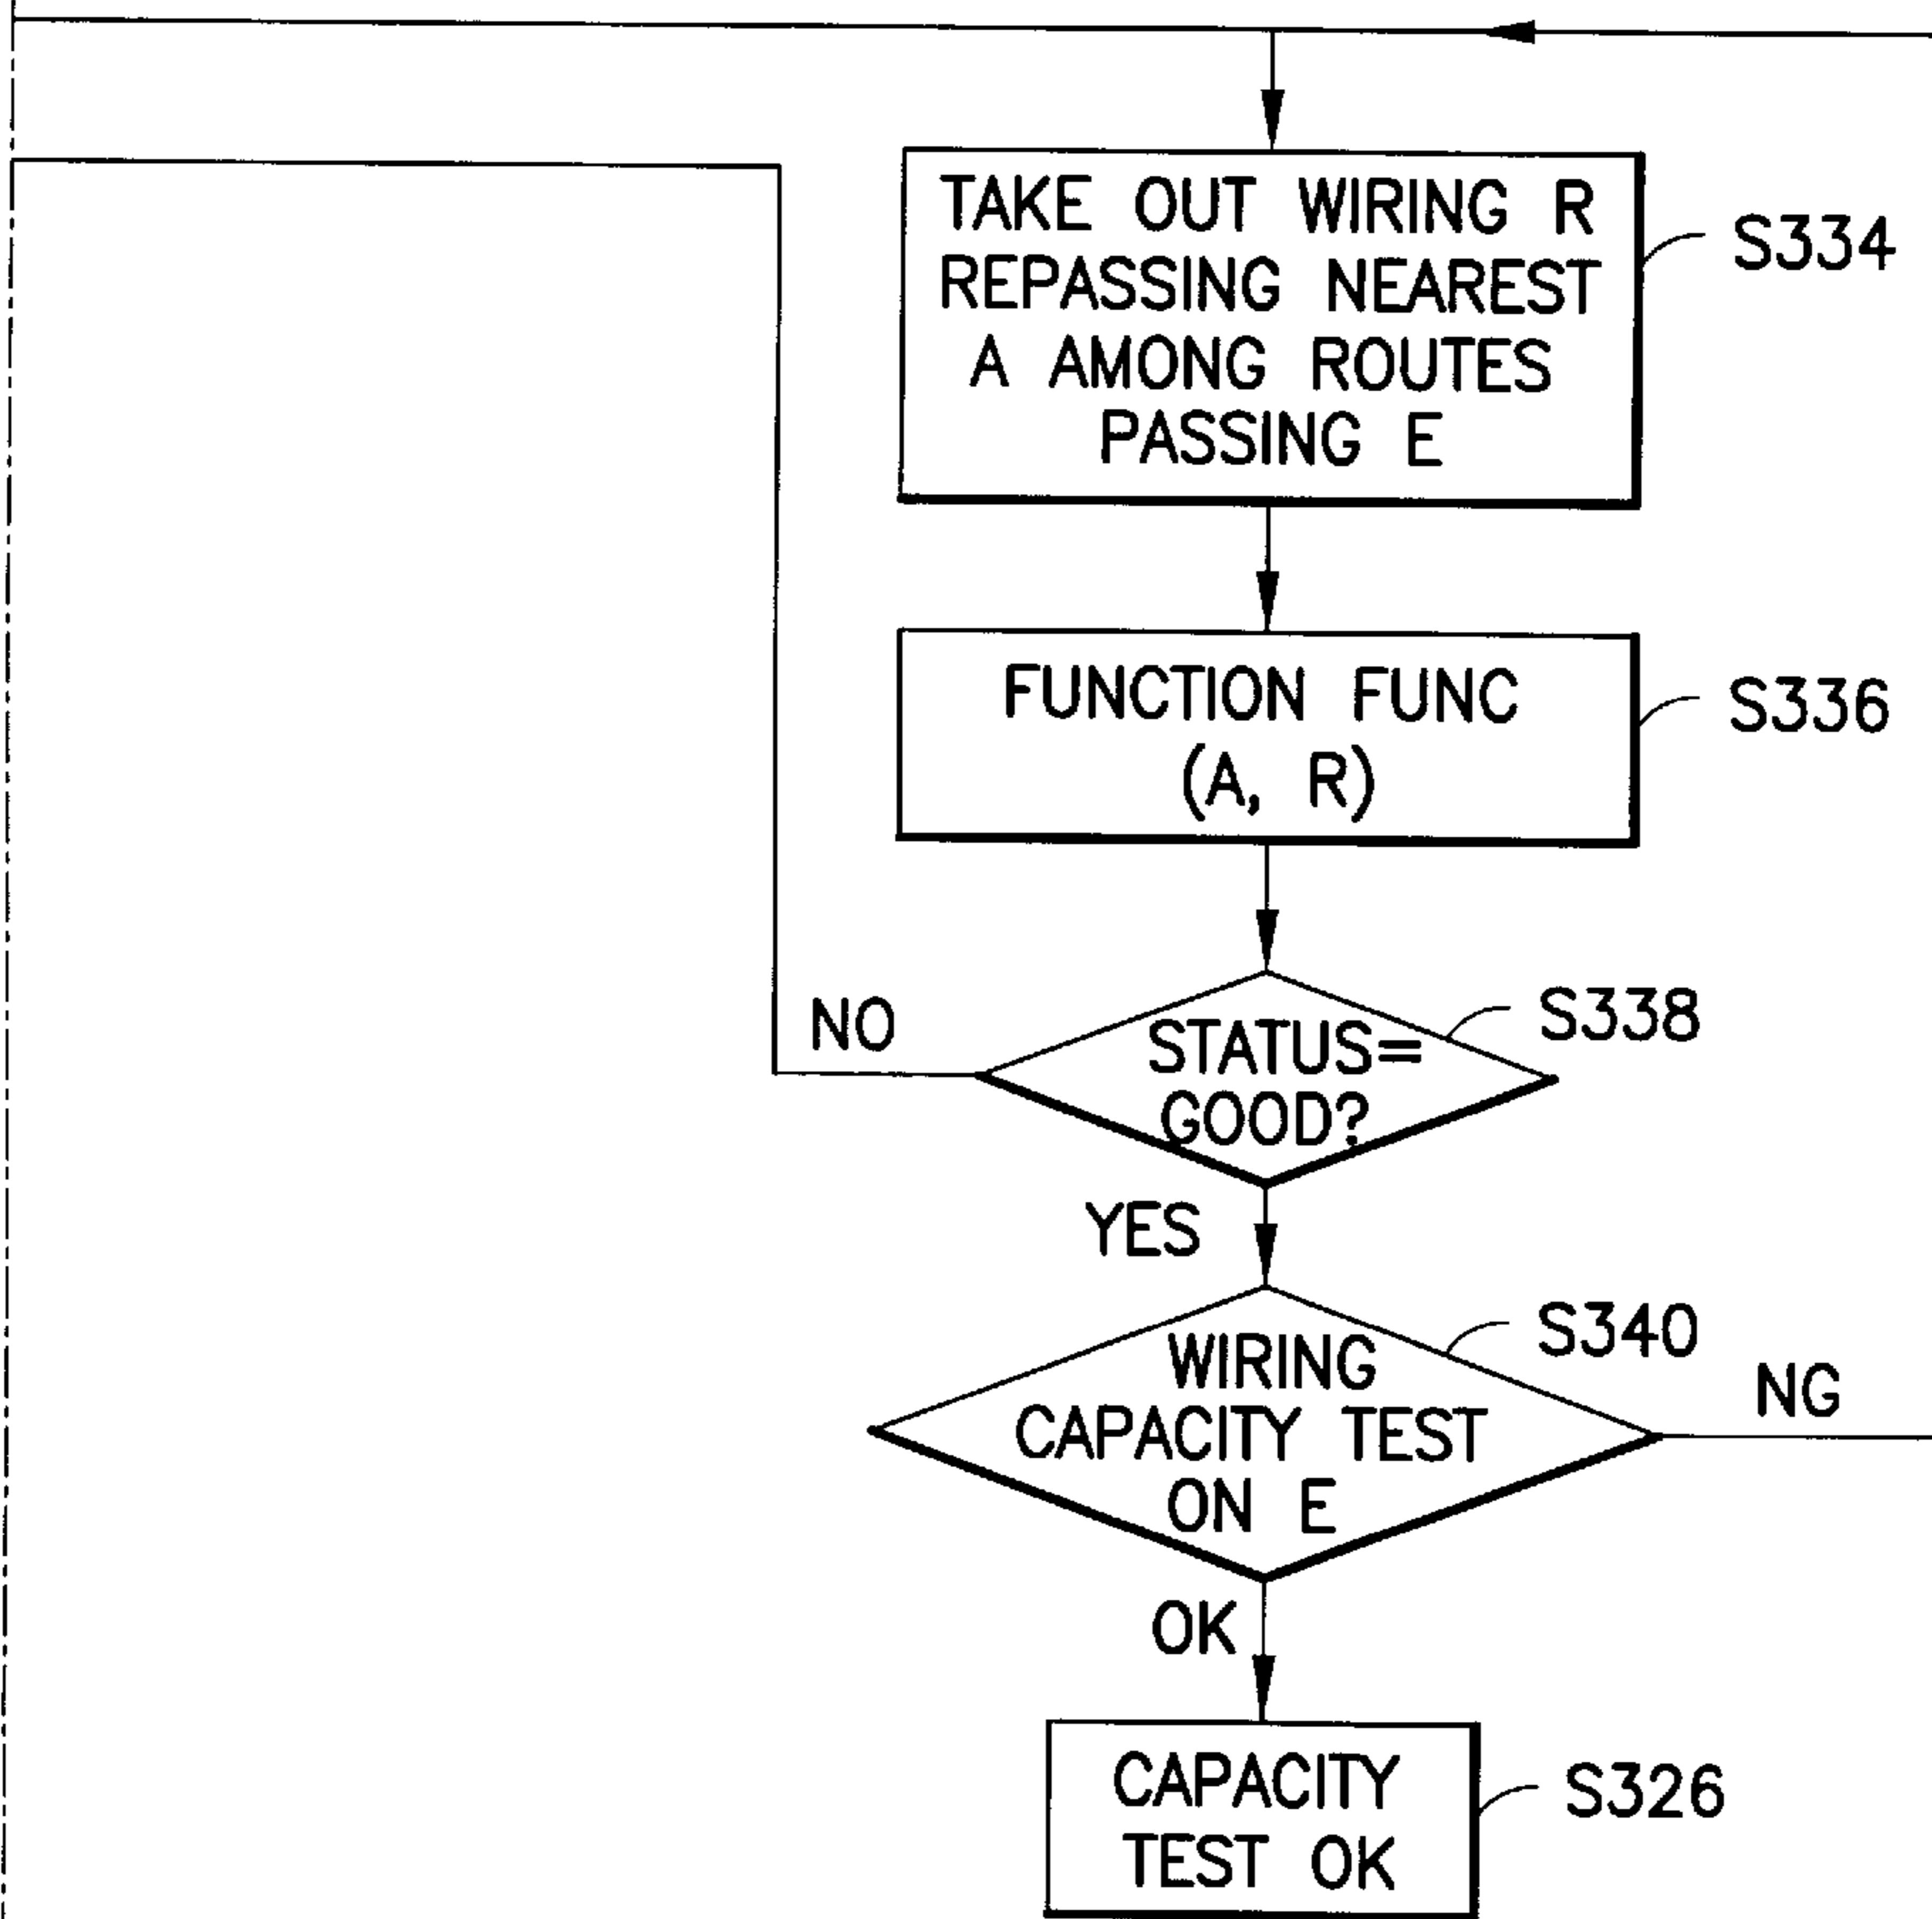 TAKE OUT WIRING R
REPASSING NEAREST
A AMONG ROUTES
PASSING E
S334
FUNCTION FUNC
(A, R)
S336
NO
STATUS=
GOOD?
S338
YES
WIRING
CAPACITY TEST
ON E
S340
NG
OK
CAPACITY
TEST OK
S326